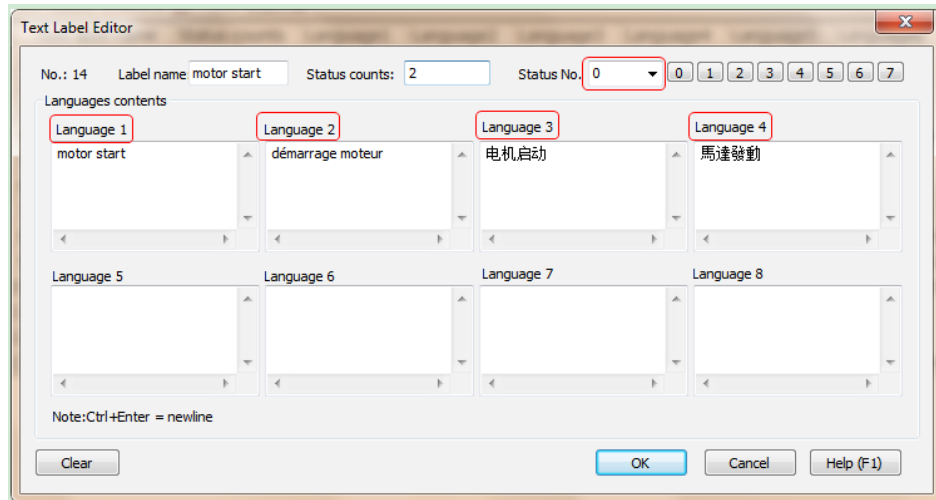 Text Label Editor
No.: 14 Label name motor start Status counts: 2 Status No. 0 0 1 2 3 4 5 6 7
Languages contents
Language 1 Language 2 Language 3 Language 4
motor start démarrage moteur 电机启动 馬達發動
Language 5 Language 6 Language 7 Language 8
Note:Ctrl+Enter = newline
Clear OK Cancel Help (F1)